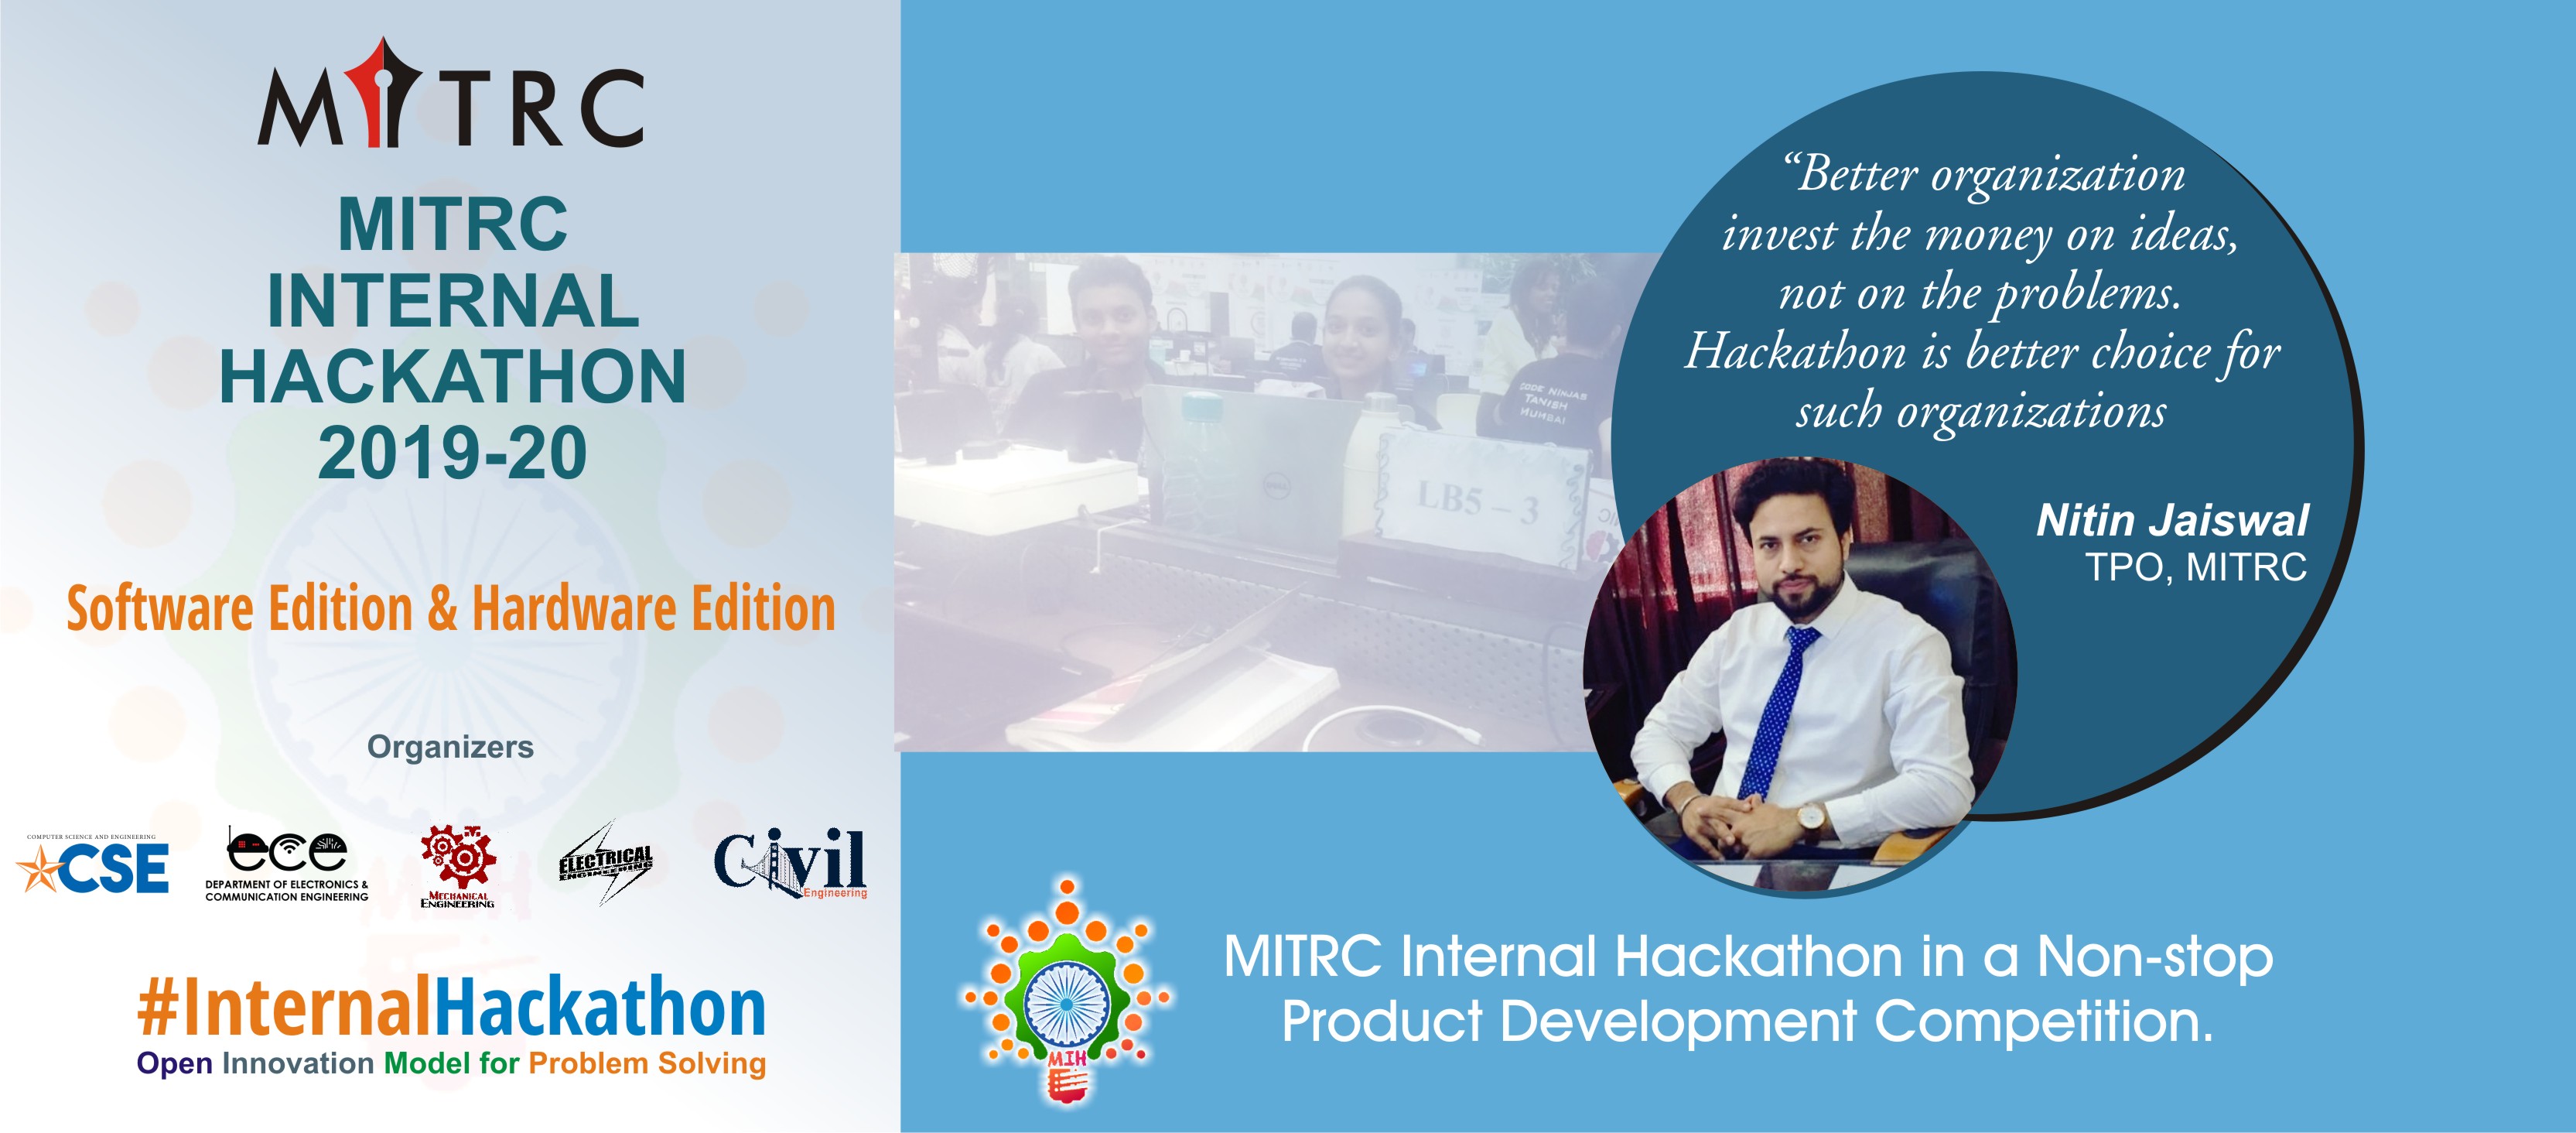 MiTRC
MITRC
INTERNAL
HACKATHON
2019-20
Software Edition & Hardware Edition
Organizers
COMPUTER SCIENCE AND ENGINEERING
CSE
ece
DEPARTMENT OF ELECTRONICS &
COMMUNICATION ENGINEERING
MECHANICAL
ENGINEERING
ELECTRICAL
ENGINEERING
Civil
Engineering
#InternalHackathon
Open Innovation Model for Problem Solving
CODE NINJAS
TANISH
MUMBAI
DELL
LB5 - 3
“Better organization
invest the money on ideas,
not on the problems.
Hackathon is better choice for
such organizations
Nitin Jaiswal
TPO, MITRC
MIH
MITRC Internal Hackathon in a Non-stop
Product Development Competition.